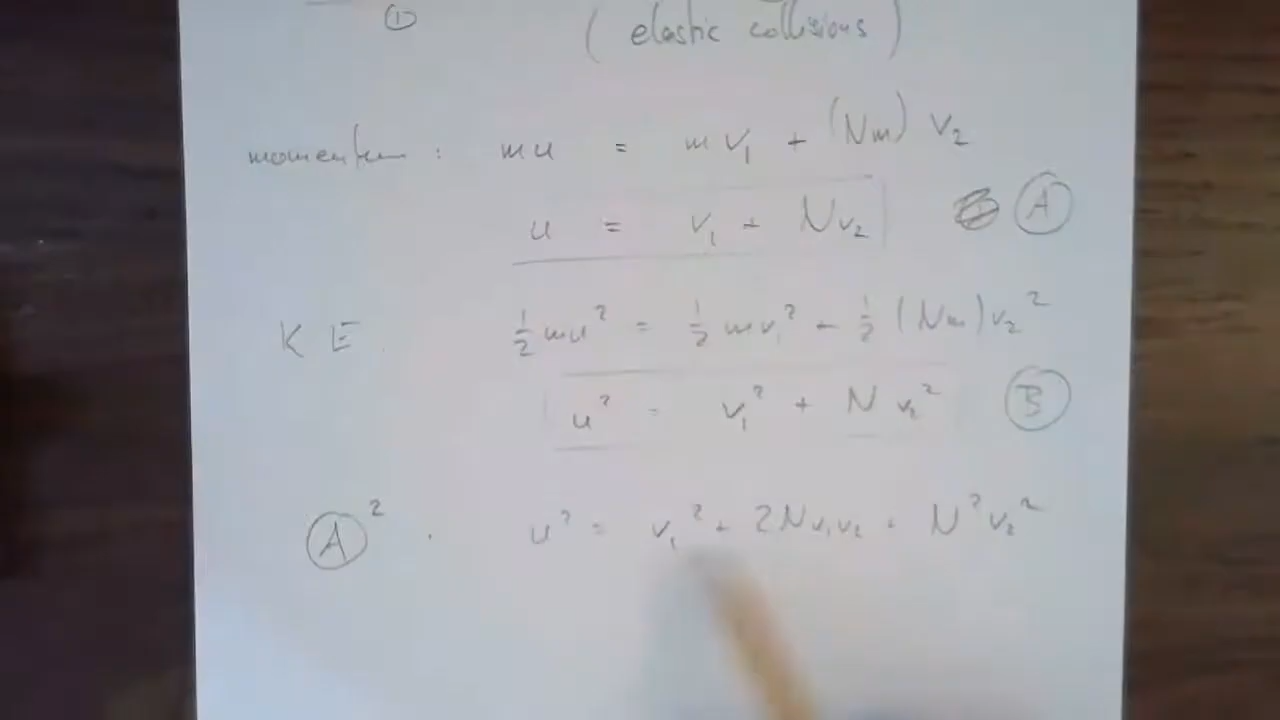 ①
(elastic collisions)
momentum : mu = mv₁ + (Nm) v₂
u = v₁ + Nv₂ Ⓐ
KE ½mu² = ½mv₁² + ½(Nm)v₂²
u² = v₁² + Nv₂² Ⓑ
Ⓐ² . u² = v₁² + 2Nv₁v₂ + N²v₂²